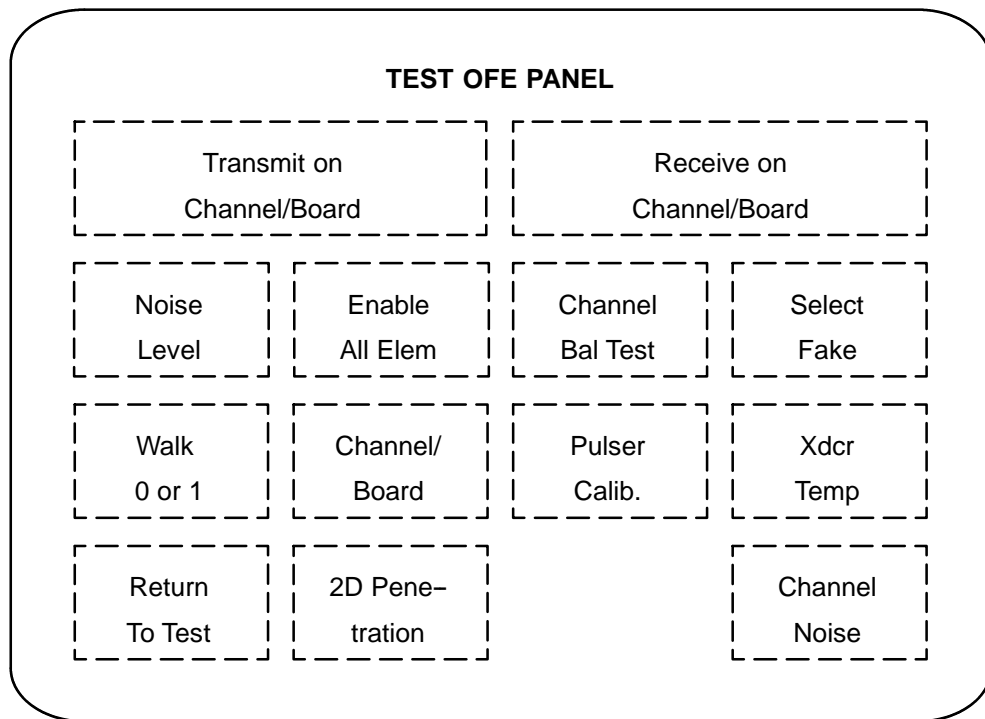 TEST OFE PANEL
Transmit on
Channel/Board
Receive on
Channel/Board
Noise
Level
Enable
All Elem
Channel
Bal Test
Select
Fake
Walk
0 or 1
Channel/
Board
Pulser
Calib.
Xdcr
Temp
Return
To Test
2D Pene-
tration
Channel
Noise